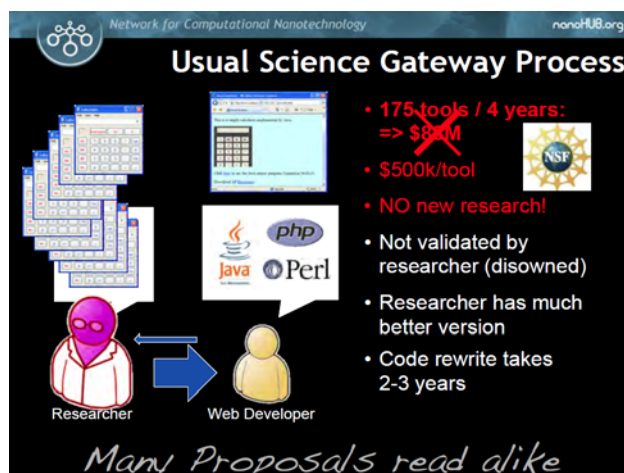 Network for Computational Nanotechnology
nanoHUB.org
Usual Science Gateway Process
• 175 tools / 4 years:
=> $8
M
NSF
• $500k/tool
• NO new research!
php
Java
Perl
• Not validated by
researcher (disowned)
• Researcher has much
better version
• Code rewrite takes
2-3 years
Researcher
Web Developer
Many Proposals read alike